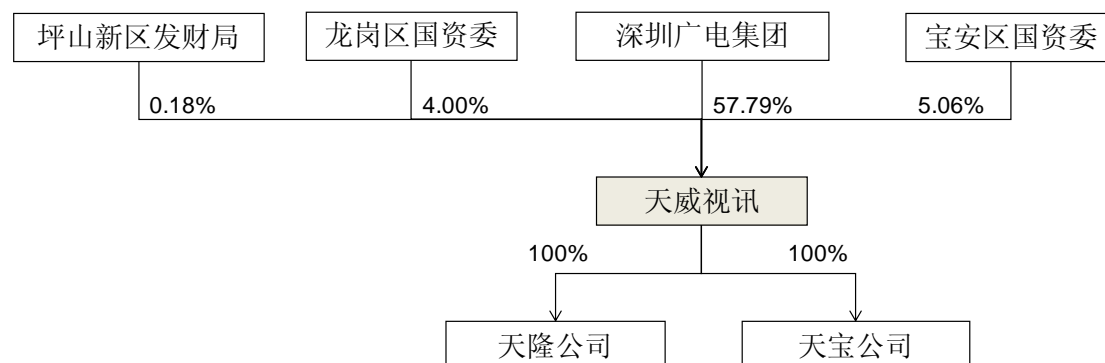 坪山新区发财局 龙岗区国资委 深圳广电集团 宝安区国资委
0.18% 4.00% 57.79% 5.06%
天威视讯
100% 100%
天隆公司 天宝公司